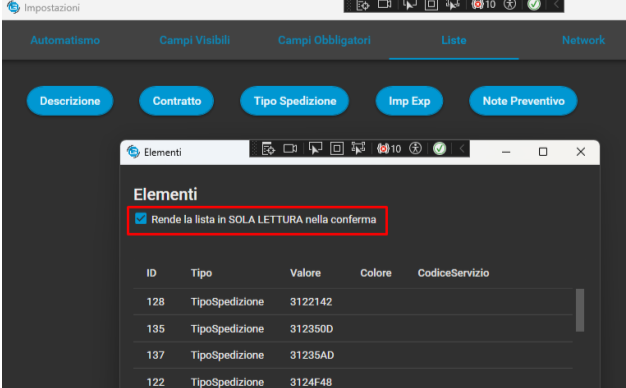 Impostazioni
10
Automatismo Campi Visibili Campi Obbligatori Liste Network
Descrizione Contratto Tipo Spedizione Imp Exp Note Preventivo
Elementi
10
Elementi
Rende la lista in SOLA LETTURA nella conferma
ID Tipo Valore Colore CodiceServizio
128 TipoSpedizione 3122142
135 TipoSpedizione 312350D
137 TipoSpedizione 31235AD
122 TipoSpedizione 3124F48